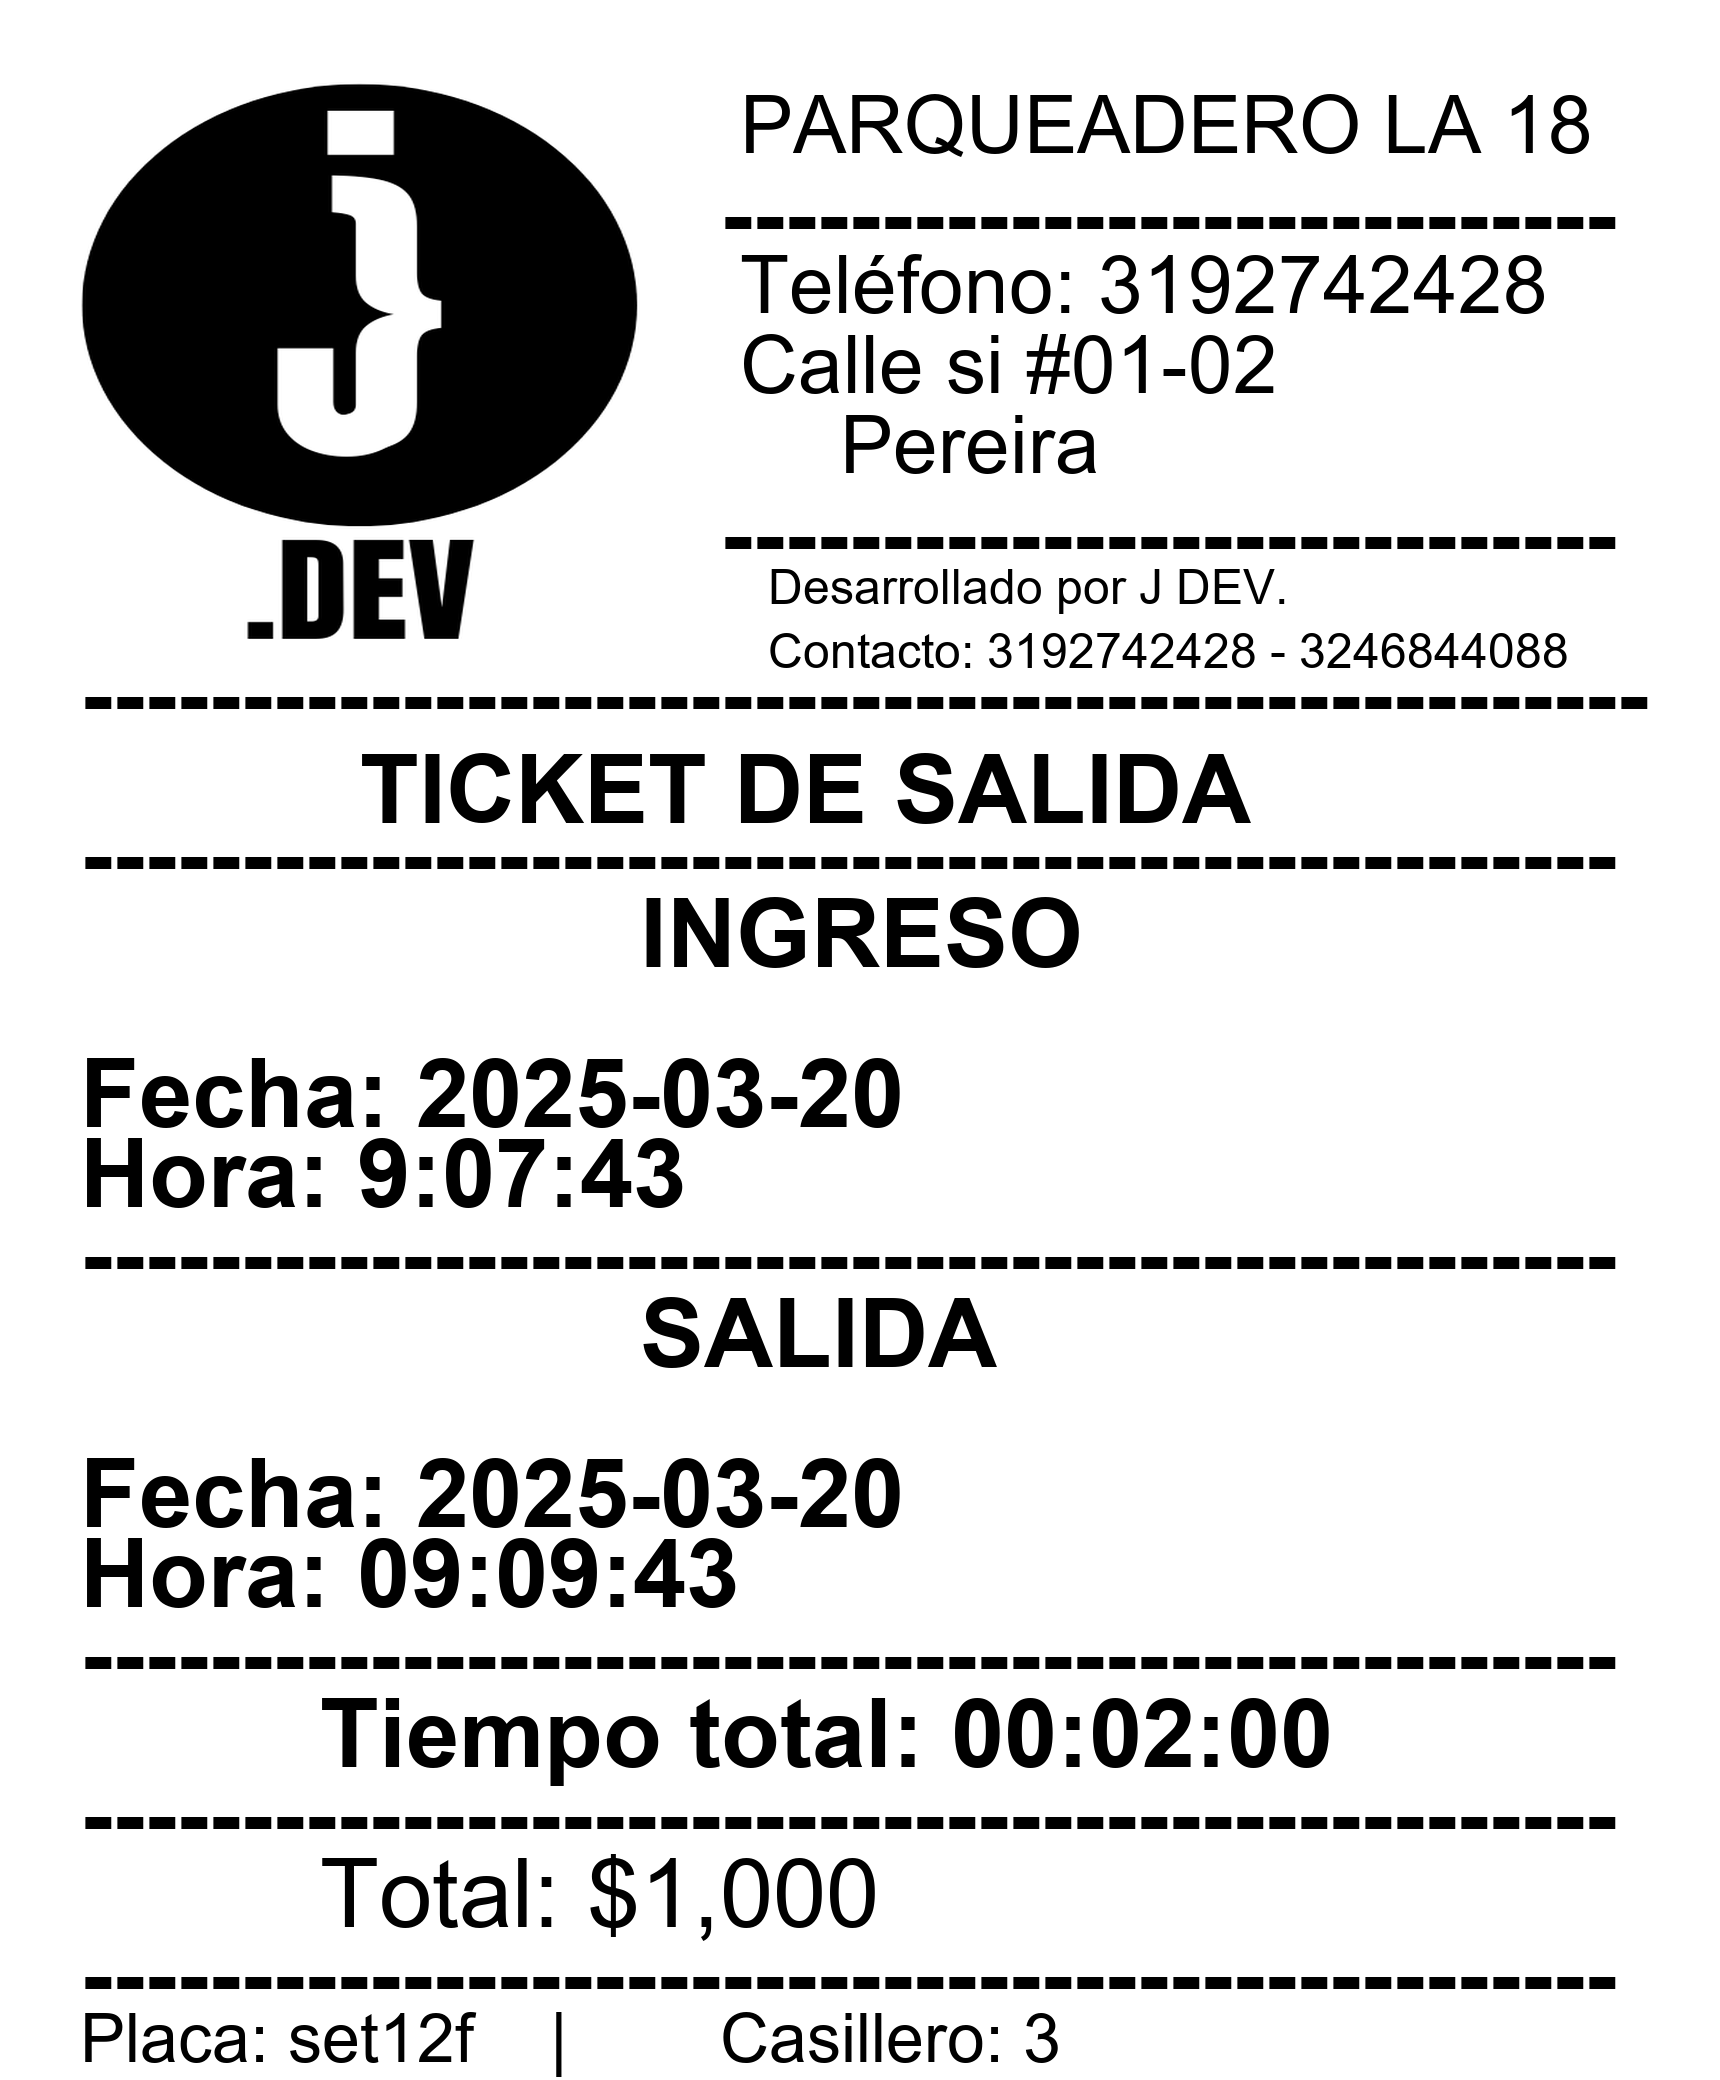 j
.DEV
PARQUEADERO LA 18
---------------------------
Teléfono: 3192742428
Calle si #01-02
Pereira
---------------------------
Desarrollado por J DEV.
Contacto: 3192742428 - 3246844088
-------------------------------------------------
TICKET DE SALIDA
------------------------------------------------
INGRESO
Fecha: 2025-03-20
Hora: 9:07:43
------------------------------------------------
SALIDA
Fecha: 2025-03-20
Hora: 09:09:43
------------------------------------------------
Tiempo total: 00:02:00
------------------------------------------------
Total: $1,000
------------------------------------------------
Placa: set12f | Casillero: 3